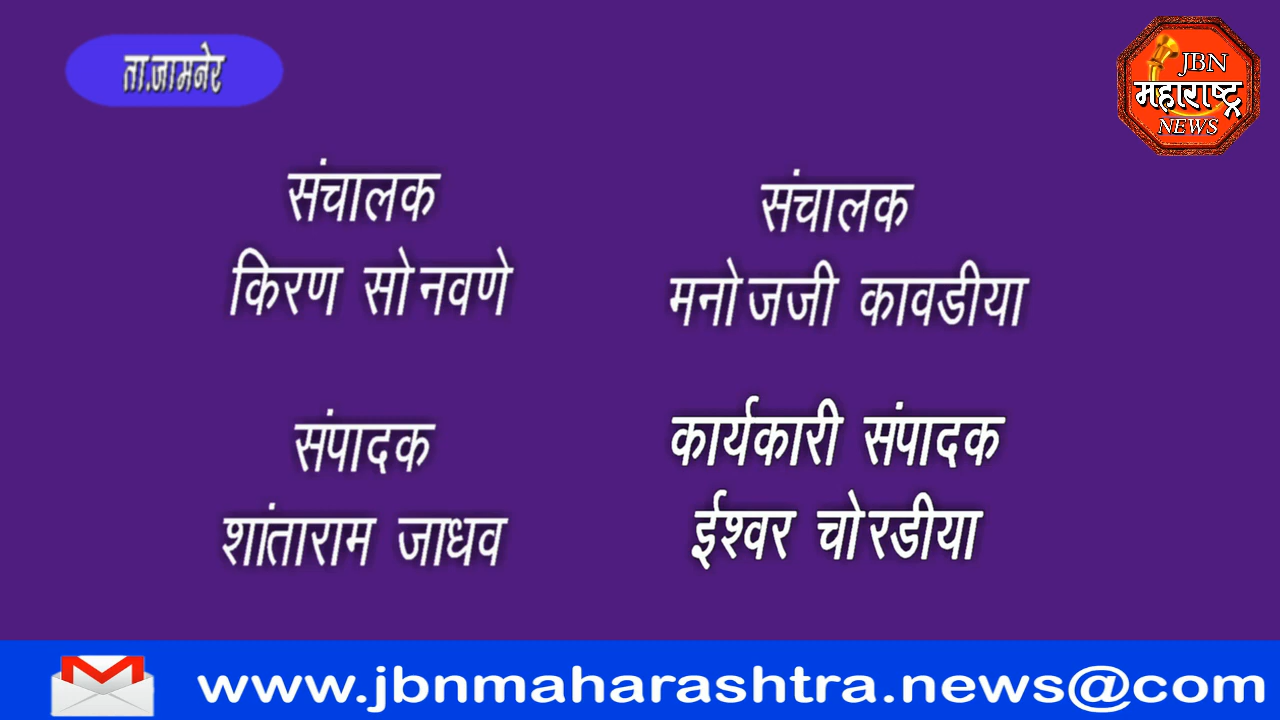 ता.जामनेर
JBN
महाराष्ट्र
NEWS
संचालक
किरण सोनवणे
संचालक
मनोजजी कावडीया
संपादक
शांताराम जाधव
कार्यकारी संपादक
ईश्वर चोरडीया
www.jbnmaharashtra.news@com